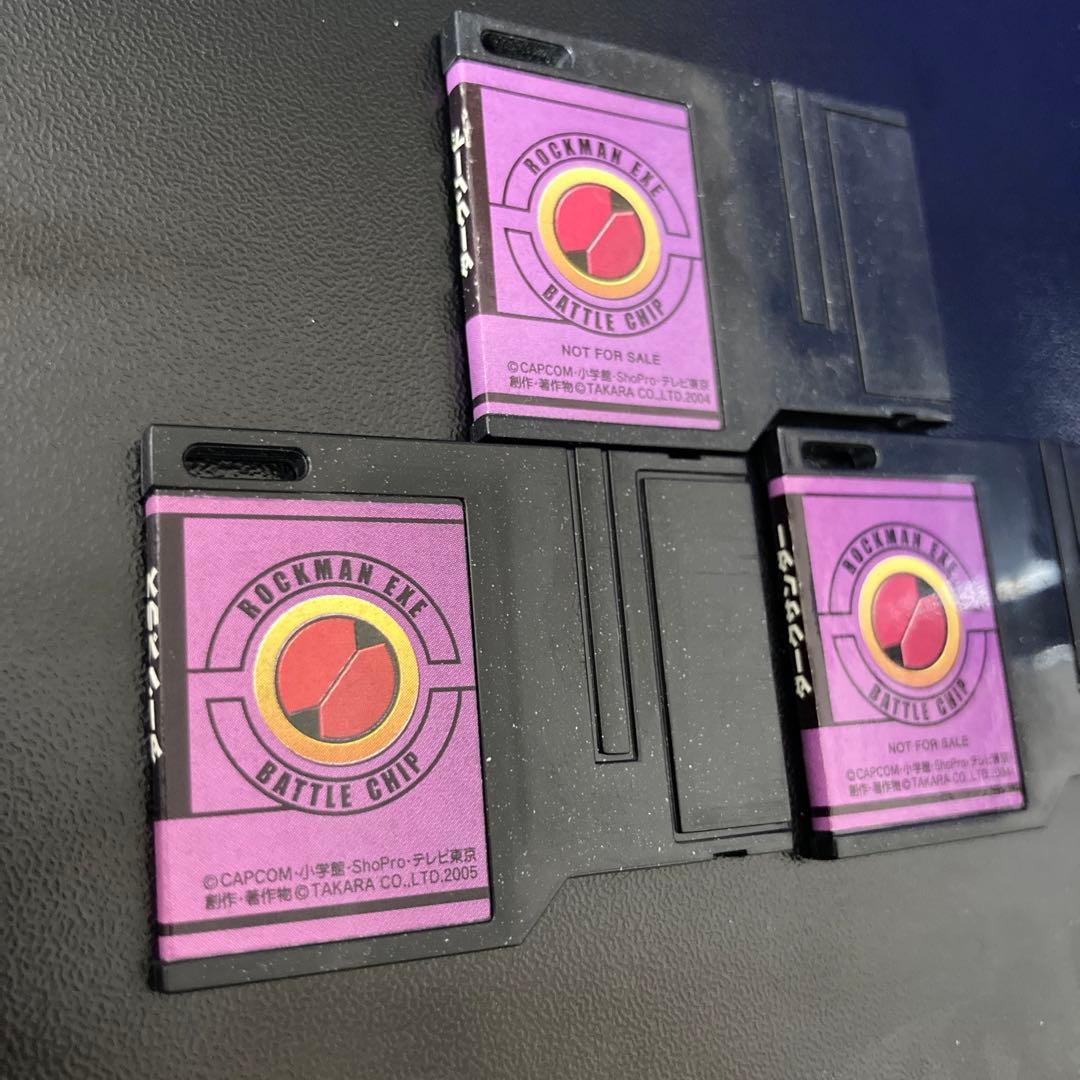 ROCKMAN EXE
BATTLE CHIP
NOT FOR SALE
©CAPCOM・小学館・ShoPro・テレビ東京
創作・著作物©TAKARA CO.,LTD.2004
ROCKMAN EXE
BATTLE CHIP
©CAPCOM・小学館・ShoPro・テレビ東京
創作・著作物©TAKARA CO.,LTD.2005
ROCKMAN EXE
BATTLE CHIP
NOT FOR SALE
©CAPCOM・小学館・ShoPro・テレビ東京
創作・著作物©TAKARA CO.,LTD.2004